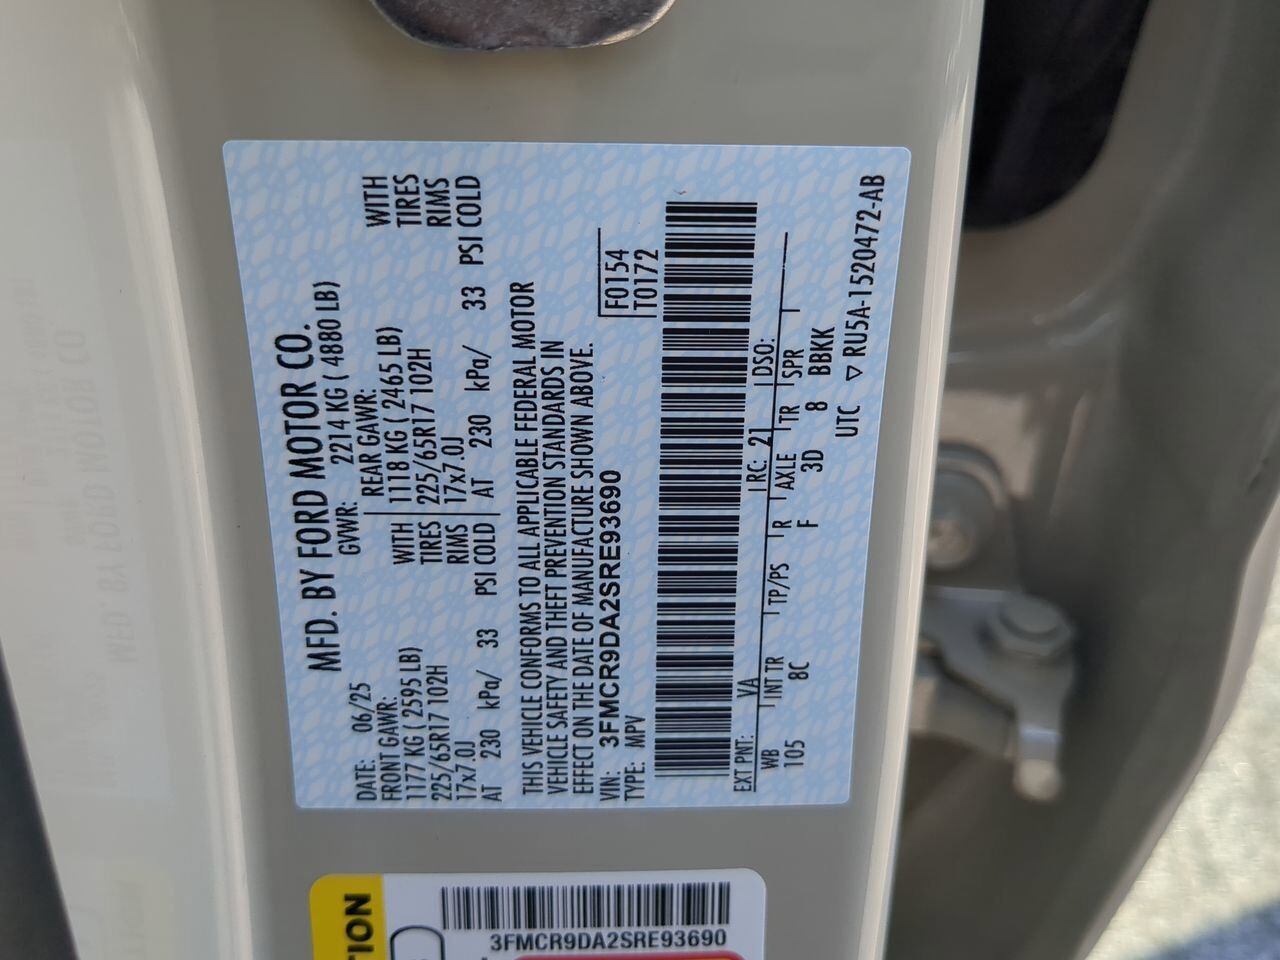 MFD. BY FORD MOTOR CO.
DATE: 06/25 GVWR: 2214 KG ( 4880 LB)
FRONT GAWR: REAR GAWR:
1177 KG ( 2595 LB) WITH 1118 KG ( 2465 LB) WITH
225/65R17 102H TIRES 225/65R17 102H TIRES
17x7.0J RIMS 17x7.0J RIMS
AT 230 kPa/ 33 PSI COLD AT 230 kPa/ 33 PSI COLD
THIS VEHICLE CONFORMS TO ALL APPLICABLE FEDERAL MOTOR
VEHICLE SAFETY AND THEFT PREVENTION STANDARDS IN
EFFECT ON THE DATE OF MANUFACTURE SHOWN ABOVE.
VIN: 3FMCR9DA2SRE93690 F0154
TYPE: MPV T0172
EXT PNT: VA RC: 21 DSO:
WB INT TR TP/PS R AXLE TR SPR
105 8C F 3D 8 BBKK
UTC ▽ RU5A-1520472-AB
TION
3FMCR9DA2SRE93690